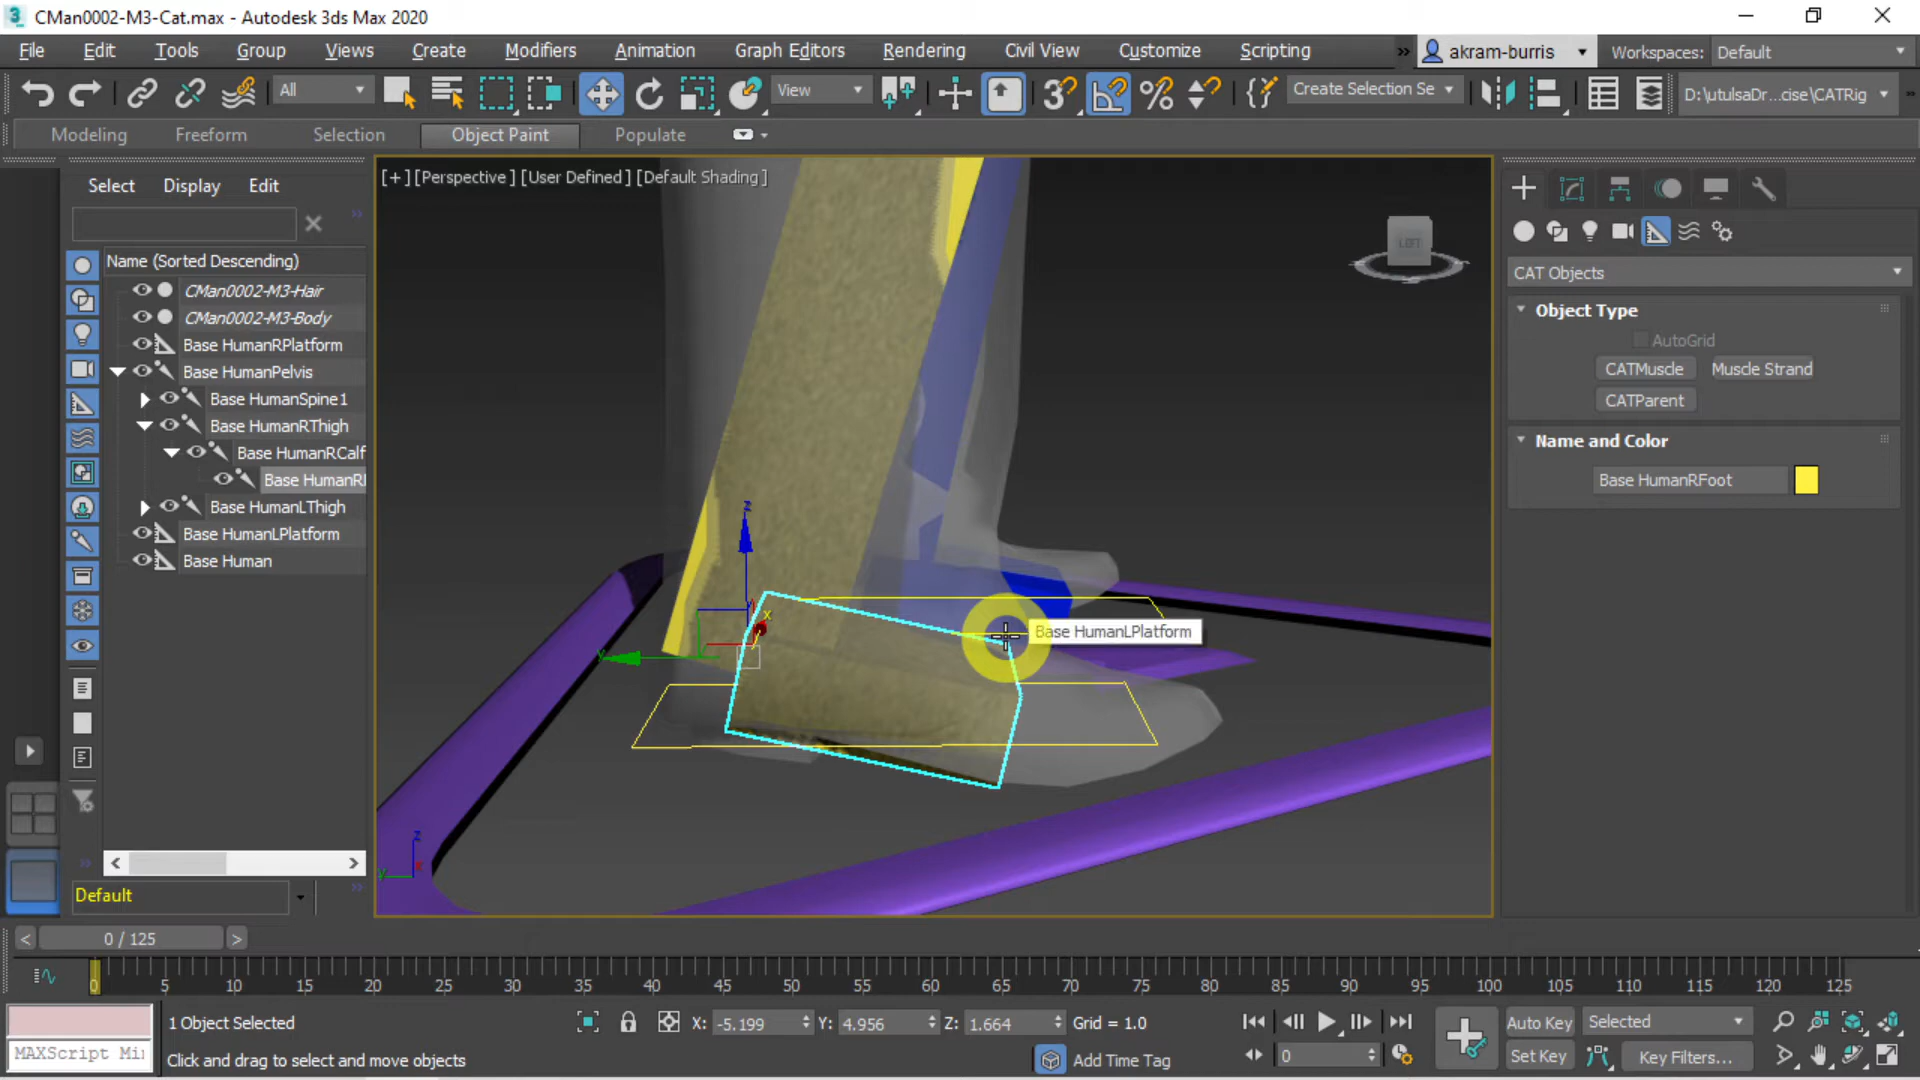 CMan0002-M3-Cat.max - Autodesk 3ds Max 2020
File Edit Tools Group Views Create Modifiers Animation Graph Editors Rendering Civil View Customize Scripting akram-burris Workspaces: Default
All View Create Selection Se D:\utulsaDr...cise\CATRig
Modeling Freeform Selection Object Paint Populate
Select Display Edit
Name (Sorted Descending)
CMan0002-M3-Hair
CMan0002-M3-Body
Base HumanRPlatform
Base HumanPelvis
Base HumanSpine1
Base HumanRThigh
Base HumanRCalf
Base HumanR
Base HumanLThigh
Base HumanLPlatform
Base Human
Default
[+] [Perspective] [User Defined] [Default Shading]
LEFT
z
x
y
Base HumanLPlatform
z
x
y
CAT Objects
Object Type
AutoGrid
CATMuscle Muscle Strand
CATParent
Name and Color
Base HumanRFoot
< 0 / 125 >
0 5 10 15 20 25 30 35 40 45 50 55 60 65 70 75 80 85 90 95 100 105 110 115 120 125
1 Object Selected X: -5.199 Y: 4.956 Z: 1.664 Grid = 1.0 Auto Key Selected
MAXScript Mi Click and drag to select and move objects Add Time Tag 0 Set Key Key Filters...